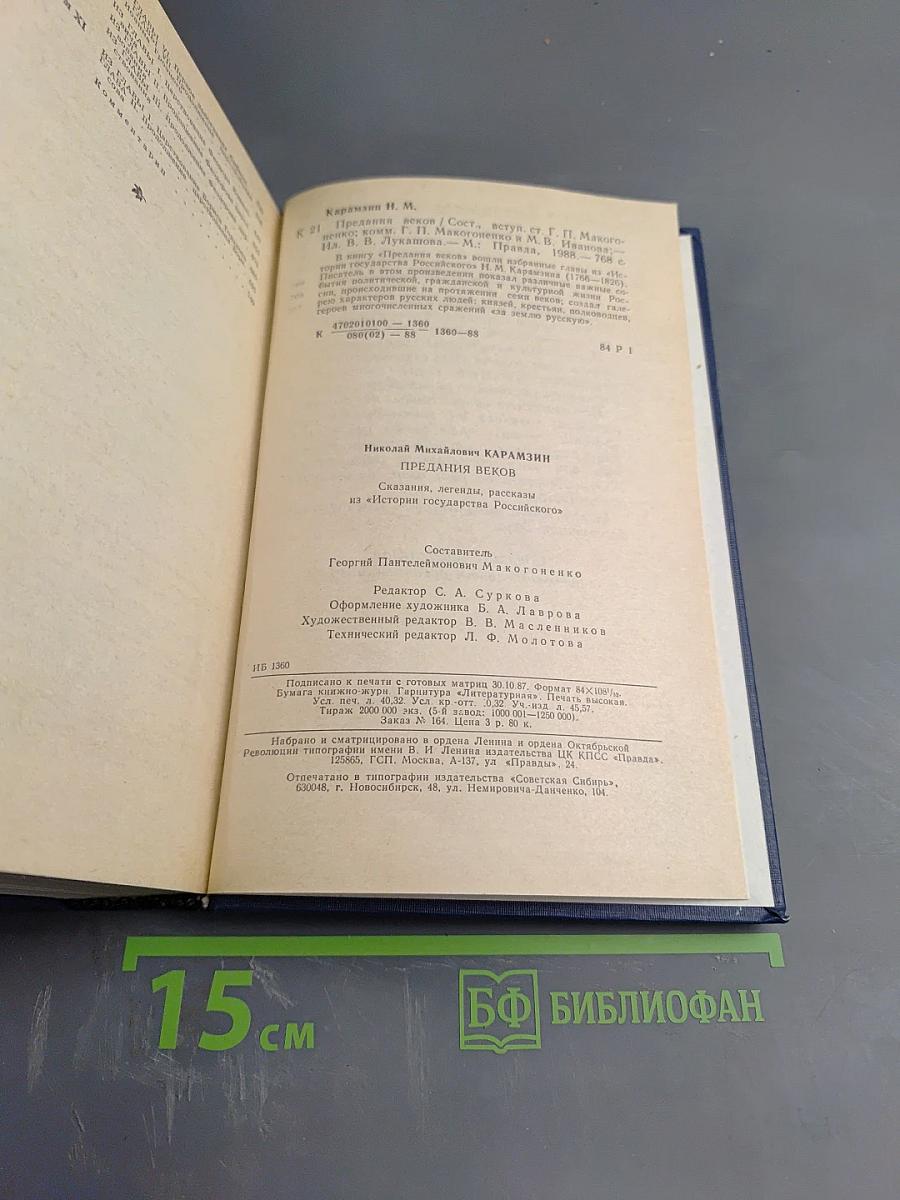 XI
Комментарии
Карамзин Н. М.
К 21 Предания веков / Сост., вступ. ст. Г. П. Макого-
ненко; комм. Г. П. Макогоненко и М. В. Иванова;—
Ил. В. В. Лукашова.— М.: Правда, 1988.— 768 с.
В книгу «Предания веков» вошли избранные главы из «Ис-
тории государства Российского» Н. М. Карамзина (1766—1826).
Писатель в этом произведении показал различные важные со-
бытия политической, гражданской и культурной жизни Рос-
сии, происходившие на протяжении семи веков; создал гале-
рею характеров русских людей: князей, крестьян, полководцев,
героев многочисленных сражений «за землю русскую».
К 4702010100 — 1360 1360—88
080(02) — 88
84 Р 1
Николай Михайлович КАРАМЗИН
ПРЕДАНИЯ ВЕКОВ
Сказания, легенды, рассказы
из «Истории государства Российского»
Составитель
Георгий Пантелеймонович Макогоненко
Редактор С. А. Суркова
Оформление художника Б. А. Лаврова
Художественный редактор В. В. Масленников
Технический редактор Л. Ф. Молотова
ИБ 1360
Подписано к печати с готовых матриц 30.10.87. Формат 84×108¹/₃₂.
Бумага книжно-журн. Гарнитура «Литературная». Печать высокая.
Усл. печ. л. 40,32. Усл. кр.-отт. 0,32. Уч.-изд. л. 45,57.
Тираж 2000 000 экз. (5-й завод: 1000 001—1250 000).
Заказ № 164. Цена 3 р. 80 к.
Набрано и сматрицировано в ордена Ленина и ордена Октябрьской
Революции типографии имени В. И Ленина издательства ЦК КПСС «Правда».
125865, ГСП, Москва, А-137, ул «Правды», 24.
Отпечатано в типографии издательства «Советская Сибирь»,
630048, г. Новосибирск, 48, ул. Немировича-Данченко, 104.
15 см
БФ БИБЛИОФАН